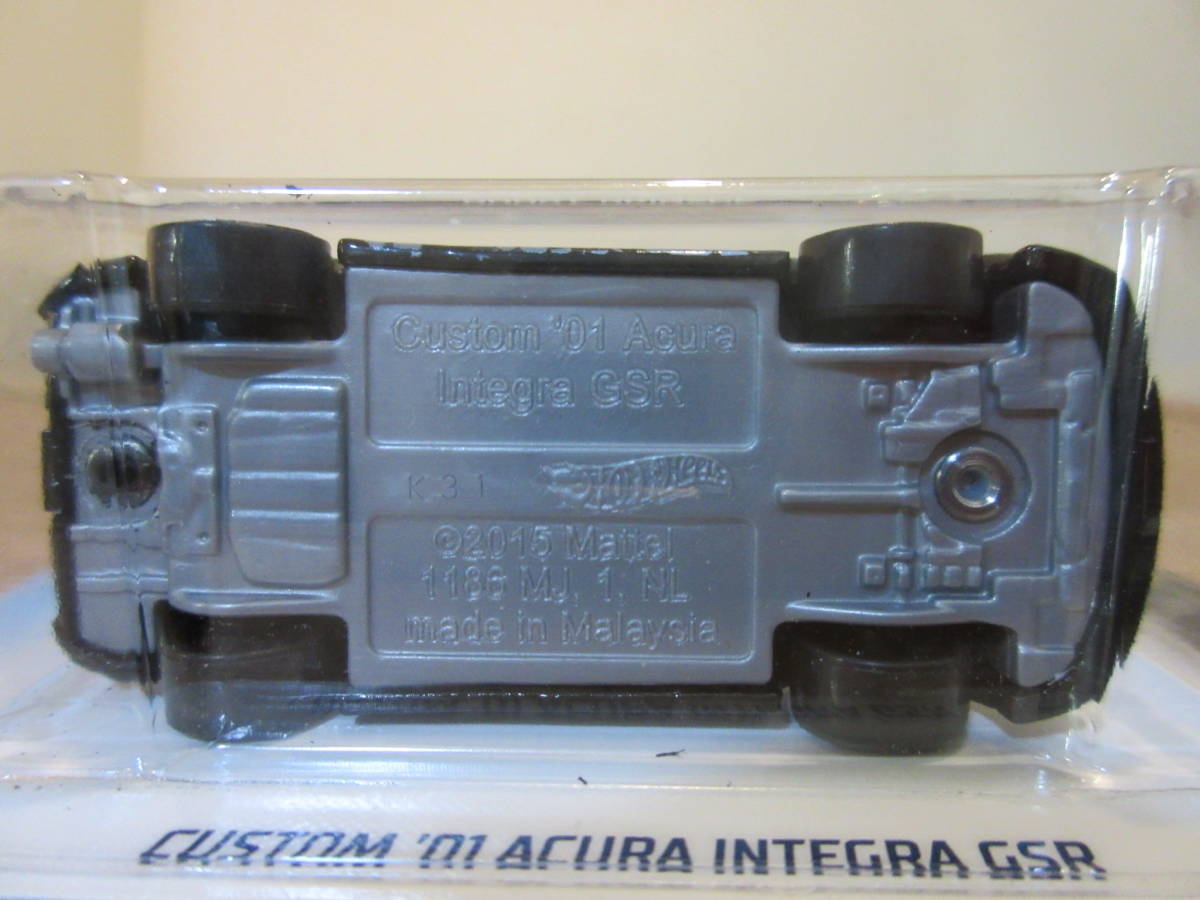 Custom '01 Acura
Integra GSR
K 3 1
HOT WHEELS
©2015 Mattel
1186 MJ, 1, NL
made in Malaysia
CUSTOM '01 ACURA INTEGRA GSR